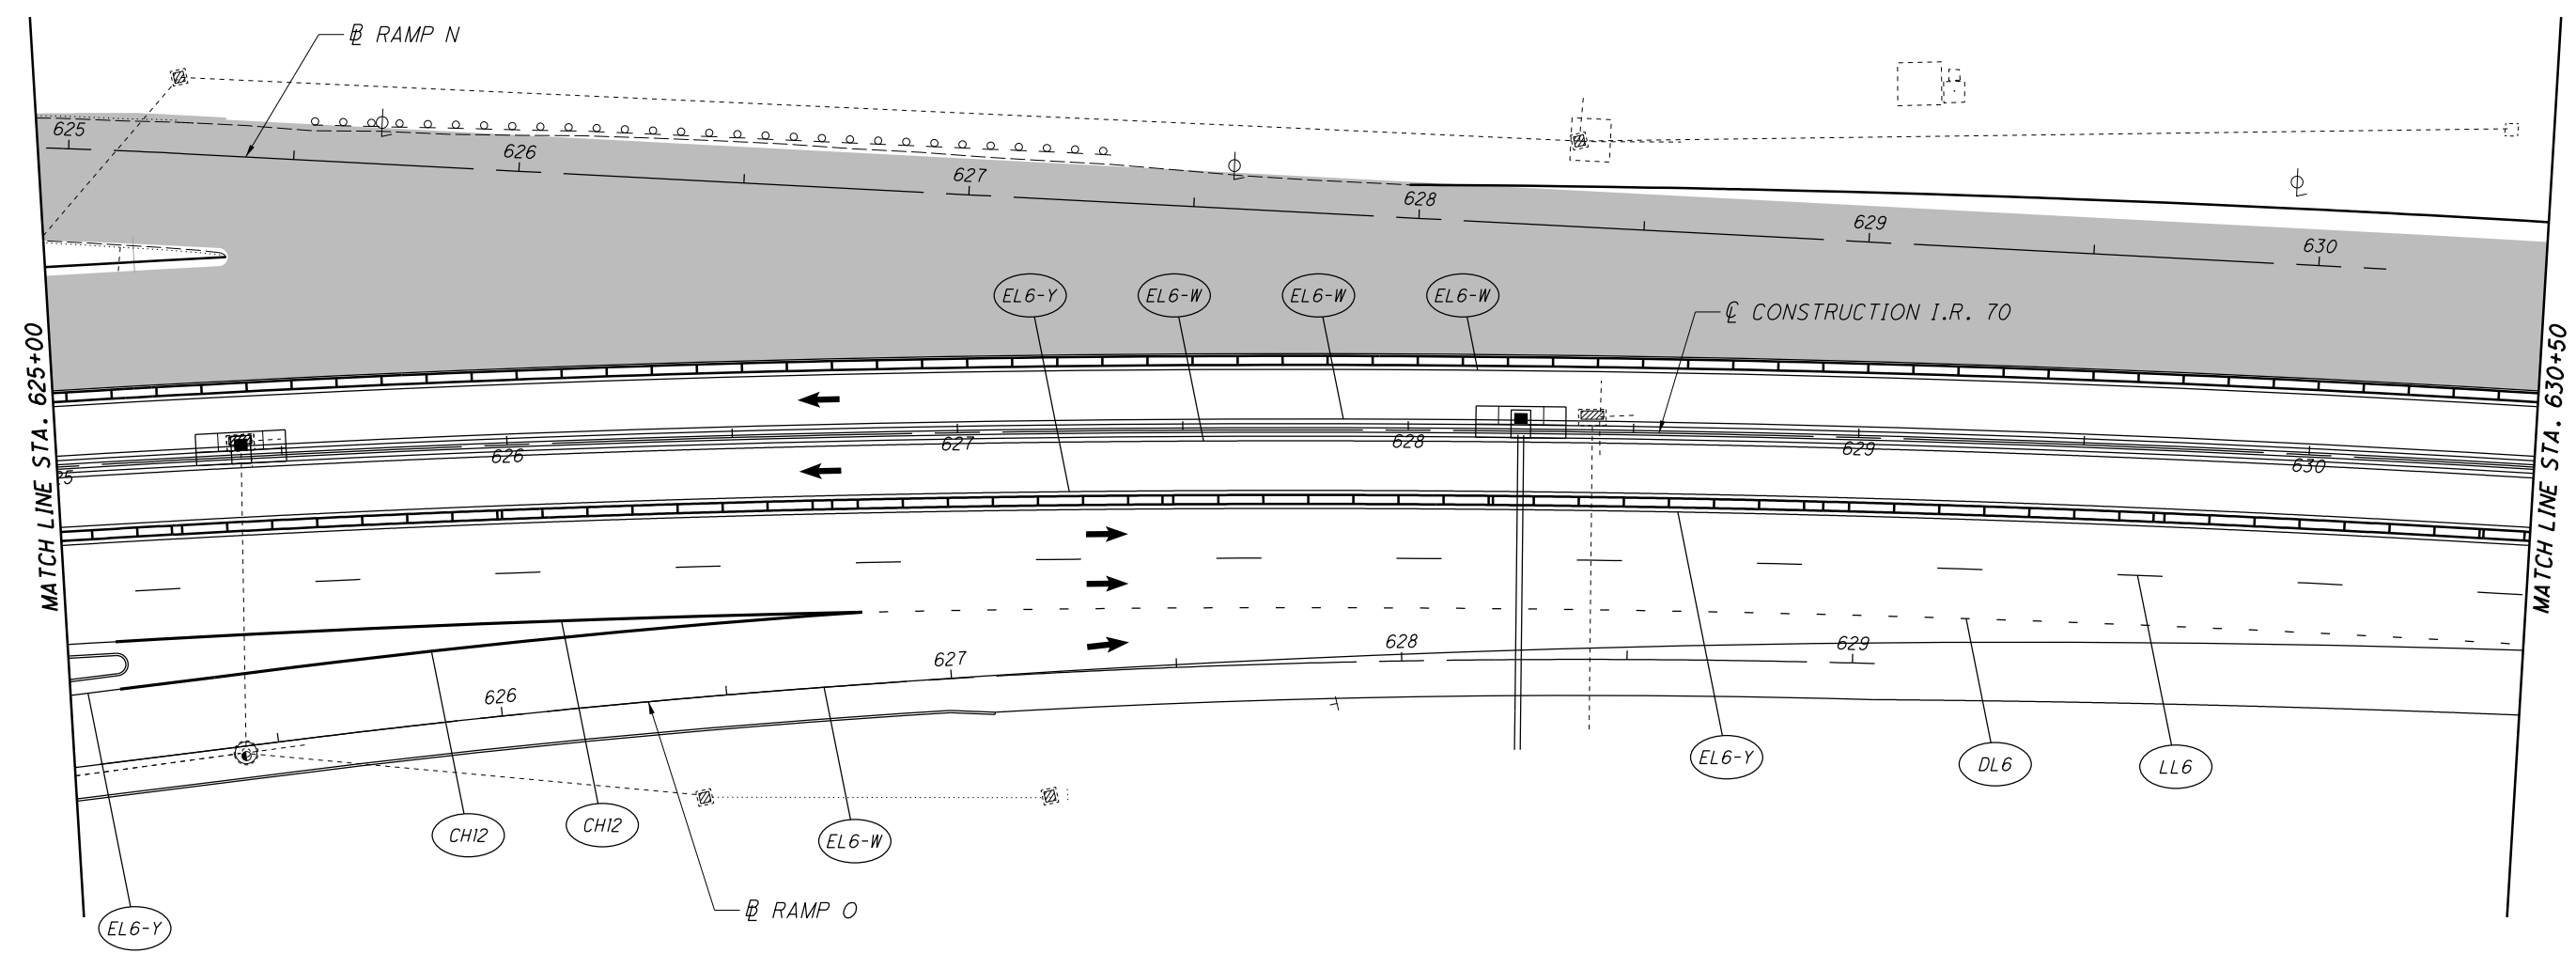 ℄ RAMP N
625
626
627
628
629
630
EL6-Y
EL6-W
EL6-W
EL6-W
℄ CONSTRUCTION I.R. 70
MATCH LINE STA. 625+00
MATCH LINE STA. 630+50
25
626
627
628
629
630
626
627
628
629
CH12
CH12
EL6-W
EL6-Y
DL6
LL6
℄ RAMP O
EL6-Y